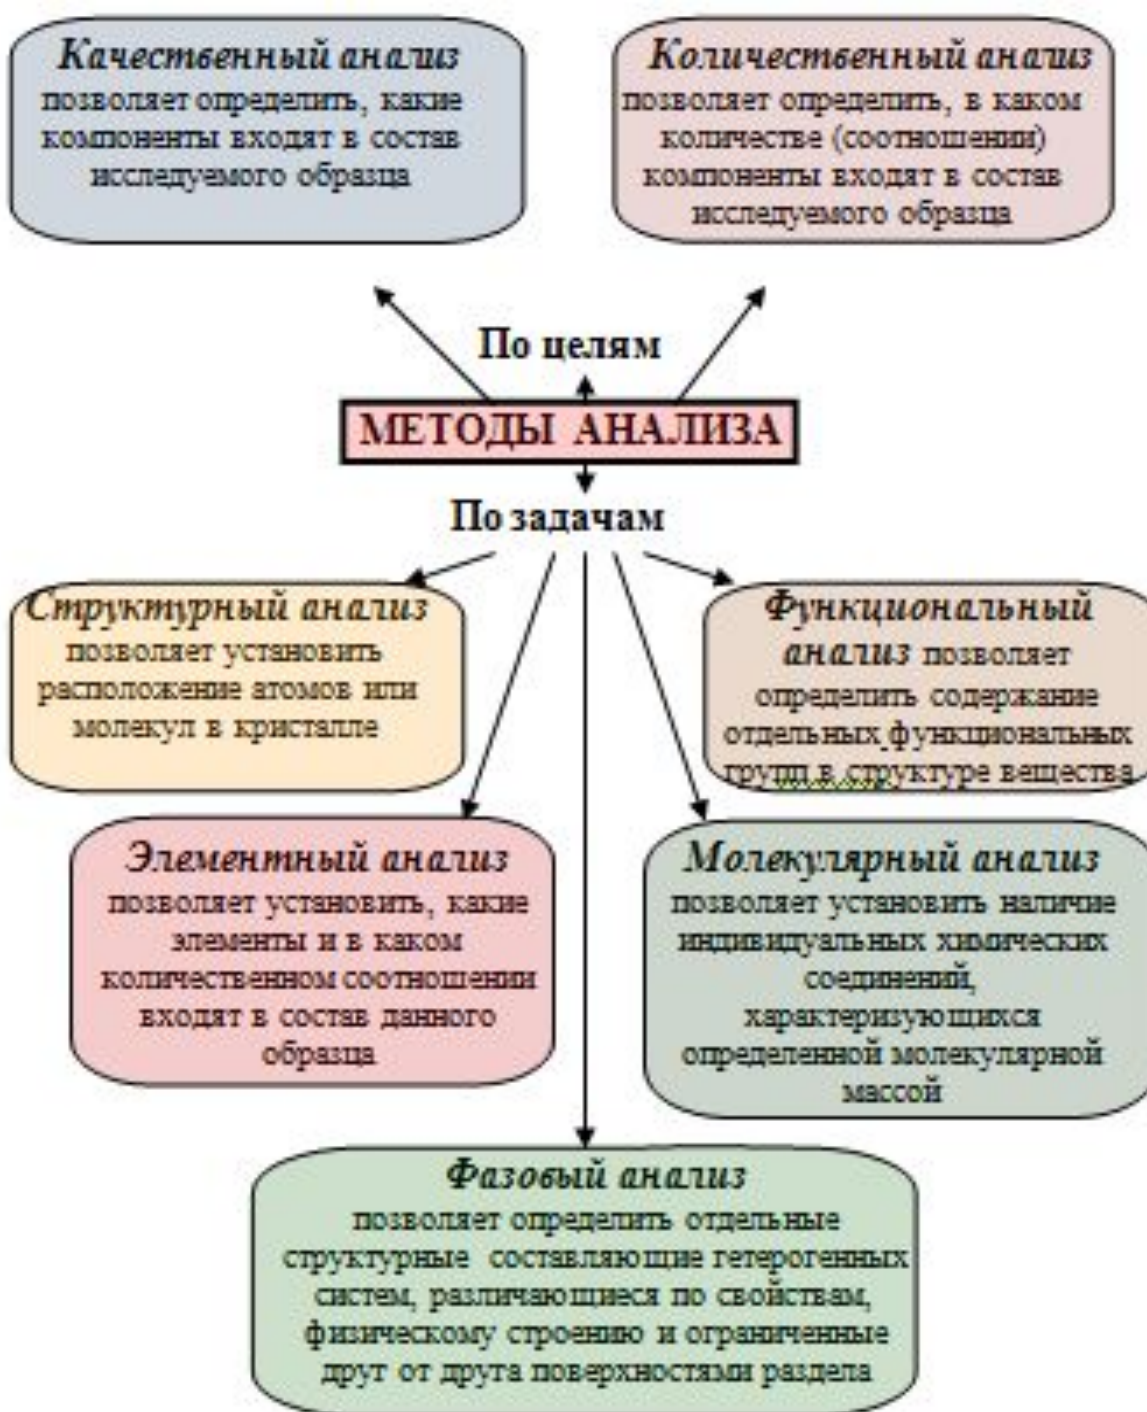 Качественный анализ
позволяет определить, какие
компоненты входят в состав
исследуемого образца
Количественный анализ
позволяет определить, в каком
количестве (соотношении)
компоненты входят в состав
исследуемого образца
По целям
МЕТОДЫ АНАЛИЗА
По задачам
Структурный анализ
позволяет установить
расположение атомов или
молекул в кристалле
Функциональный
анализ позволяет
определить содержание
отдельных функциональных
групп в структуре вещества
Элементный анализ
позволяет установить, какие
элементы и в каком
количественном соотношении
входят в состав данного
образца
Молекулярный анализ
позволяет установить наличие
индивидуальных химических
соединений,
характеризующихся
определенной молекулярной
массой
Фазовый анализ
позволяет определить отдельные
структурные составляющие гетерогенных
систем, различающиеся по свойствам,
физическому строению и ограниченные
друг от друга поверхностями раздела